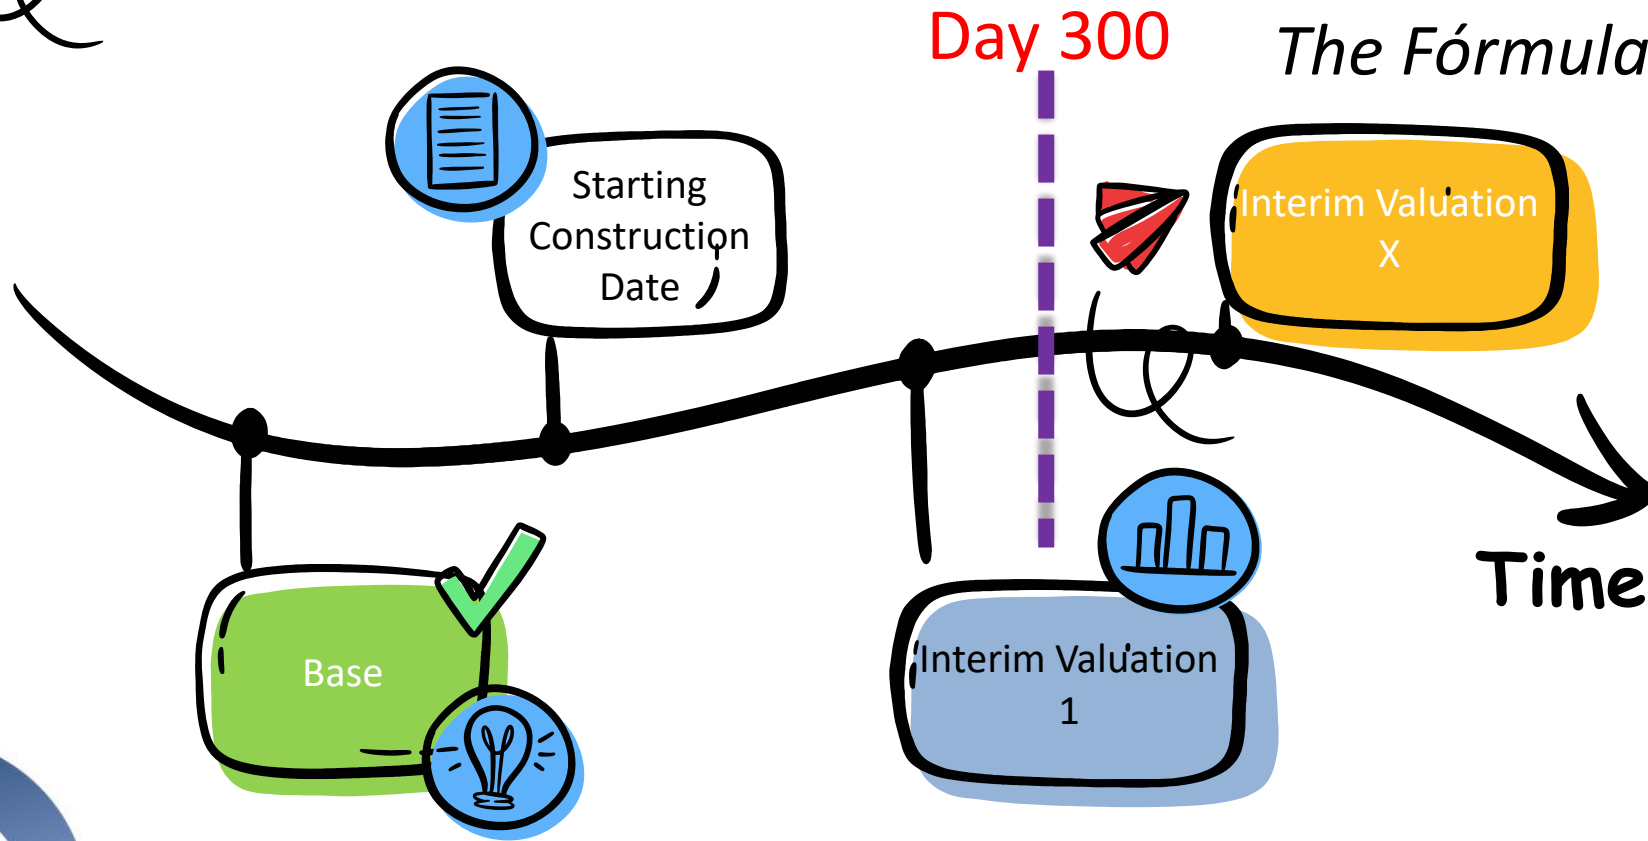 Day 300
The Fórmula
Starting
Construction
Date
Interim Valuation
X
Time
Base
Interim Valuation
1